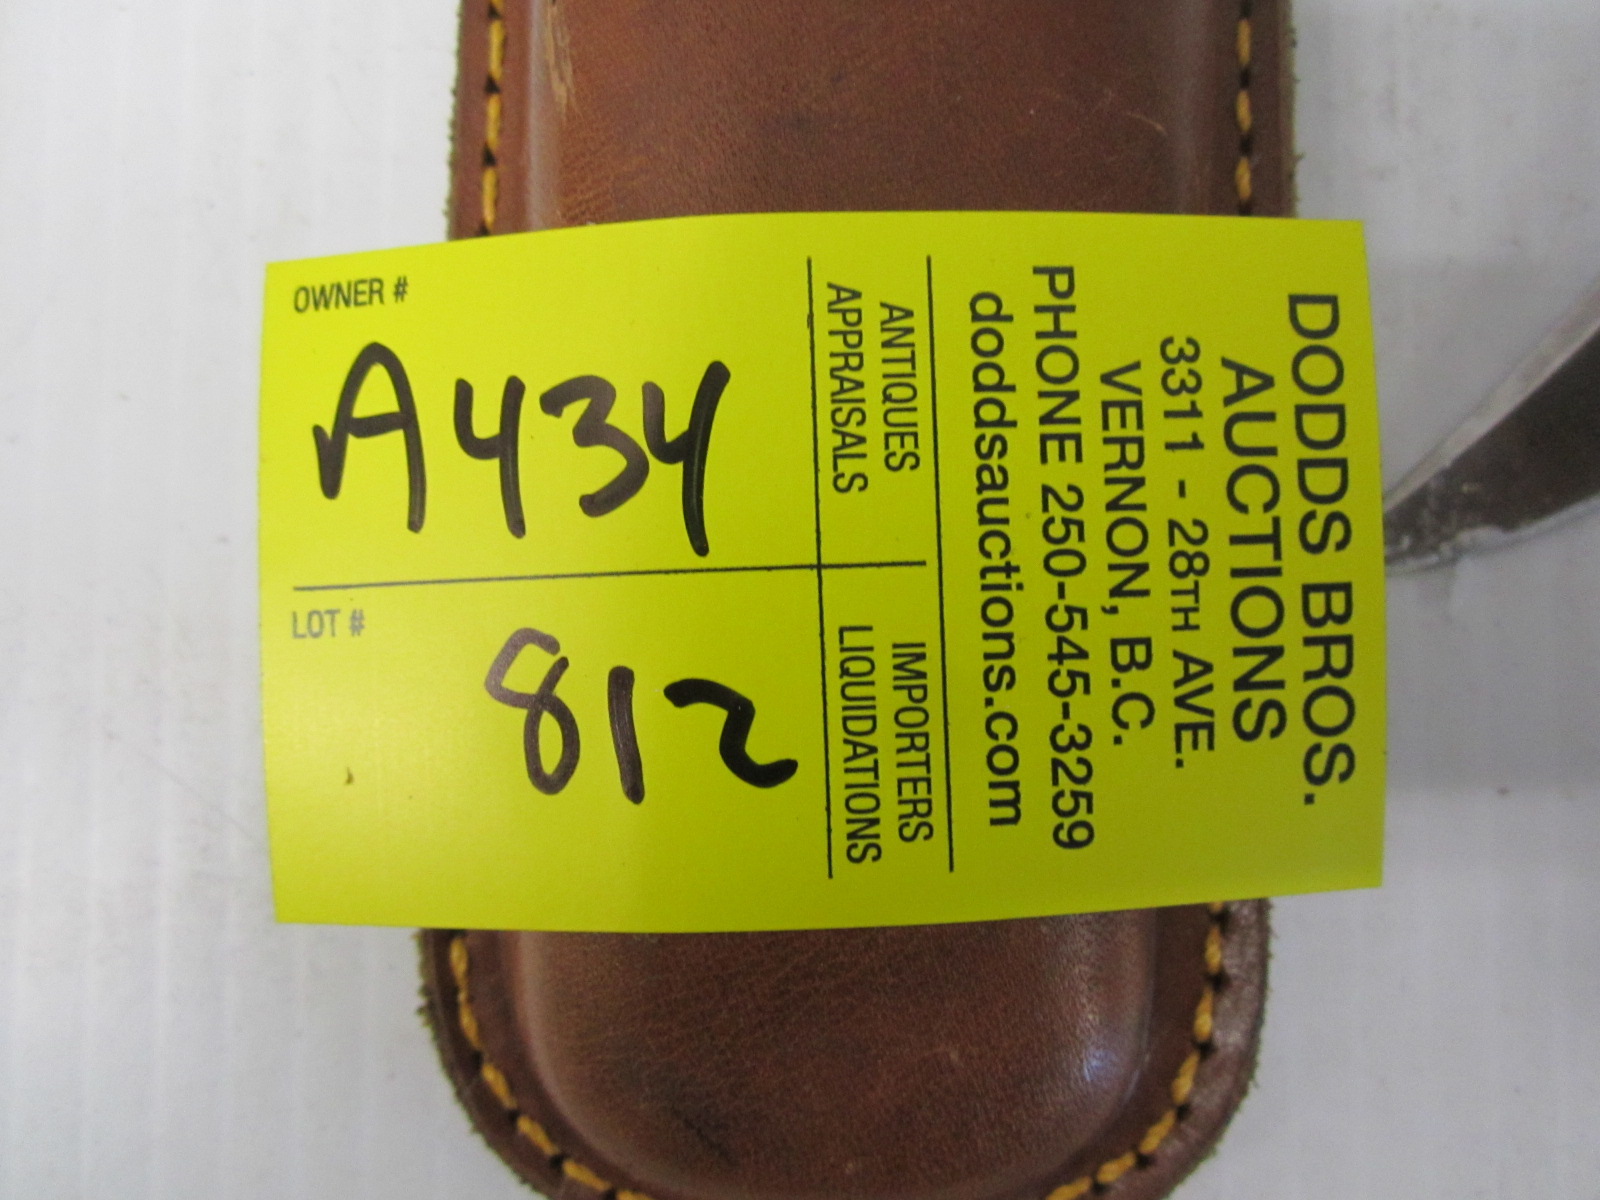 DODDS BROS.
AUCTIONS
3311 - 28TH AVE.
VERNON, B.C.
PHONE 250-545-3259
doddsauctions.com
ANTIQUES
APPRAISALS
IMPORTERS
LIQUIDATIONS
OWNER #
A434
LOT #
812